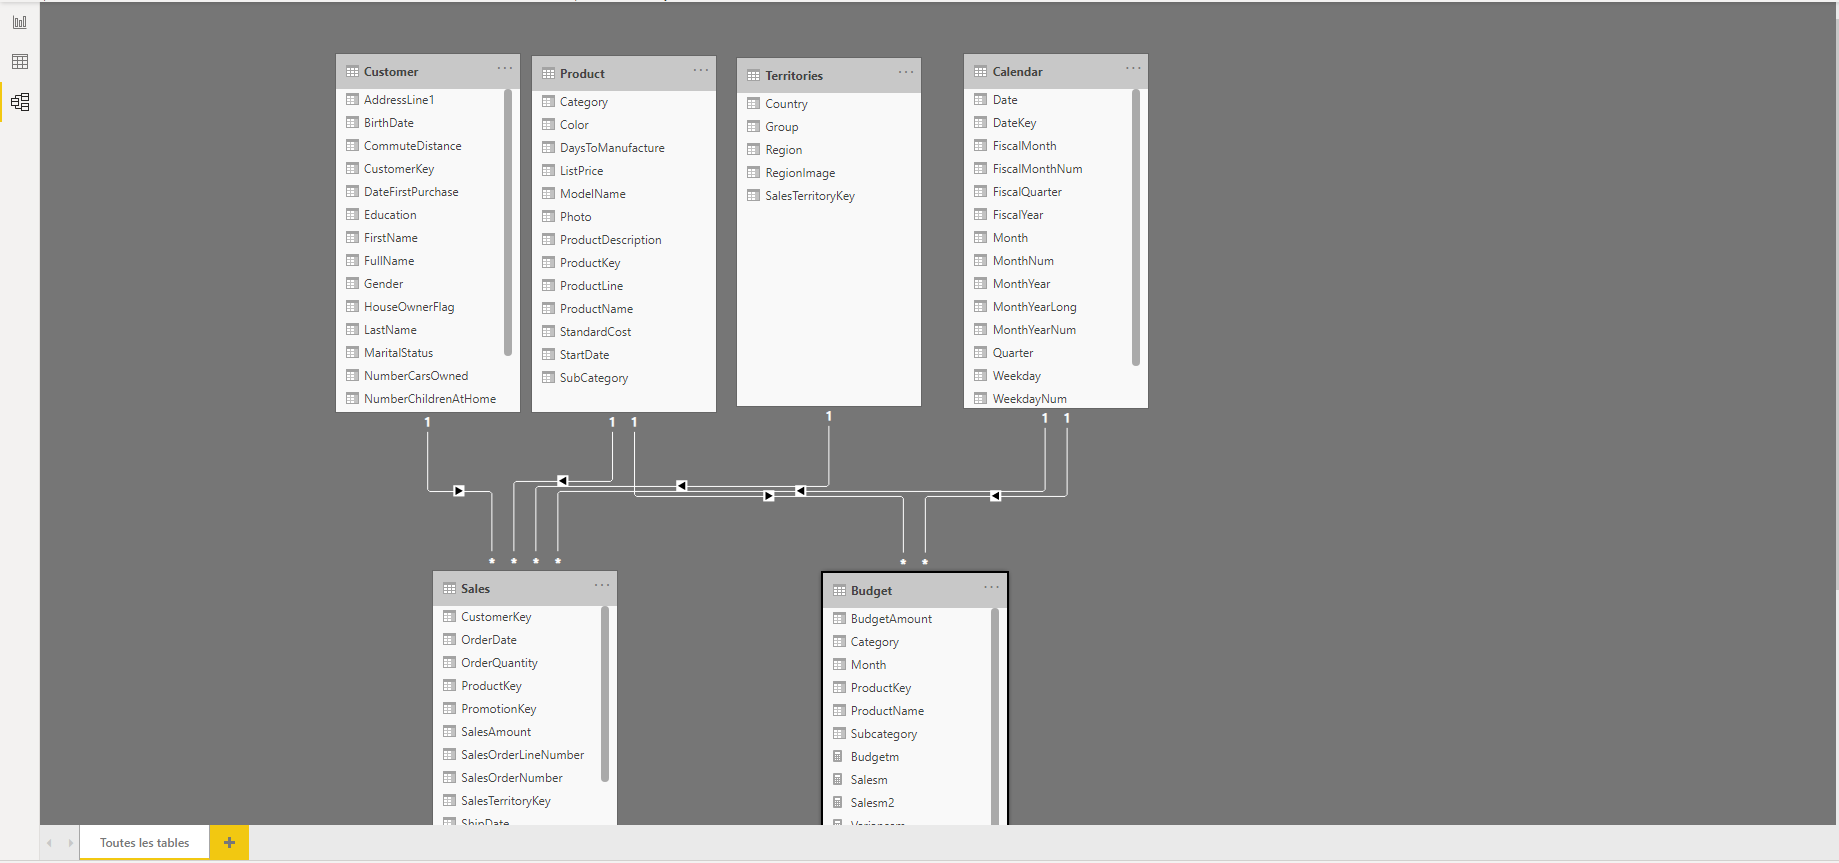 Customer
AddressLine1
BirthDate
CommuteDistance
CustomerKey
DateFirstPurchase
Education
FirstName
FullName
Gender
HouseOwnerFlag
LastName
MaritalStatus
NumberCarsOwned
NumberChildrenAtHome
Product
Category
Color
DaysToManufacture
ListPrice
ModelName
Photo
ProductDescription
ProductKey
ProductLine
ProductName
StandardCost
StartDate
SubCategory
Territories
Country
Group
Region
RegionImage
SalesTerritoryKey
Calendar
Date
DateKey
FiscalMonth
FiscalMonthNum
FiscalQuarter
FiscalYear
Month
MonthNum
MonthYear
MonthYearLong
MonthYearNum
Quarter
Weekday
WeekdayNum
1 1 1 1 1 1
* * * * * *
Sales
CustomerKey
OrderDate
OrderQuantity
ProductKey
PromotionKey
SalesAmount
SalesOrderLineNumber
SalesOrderNumber
SalesTerritoryKey
ShipDate
Budget
BudgetAmount
Category
Month
ProductKey
ProductName
Subcategory
Budgetm
Salesm
Salesm2
Toutes les tables
+